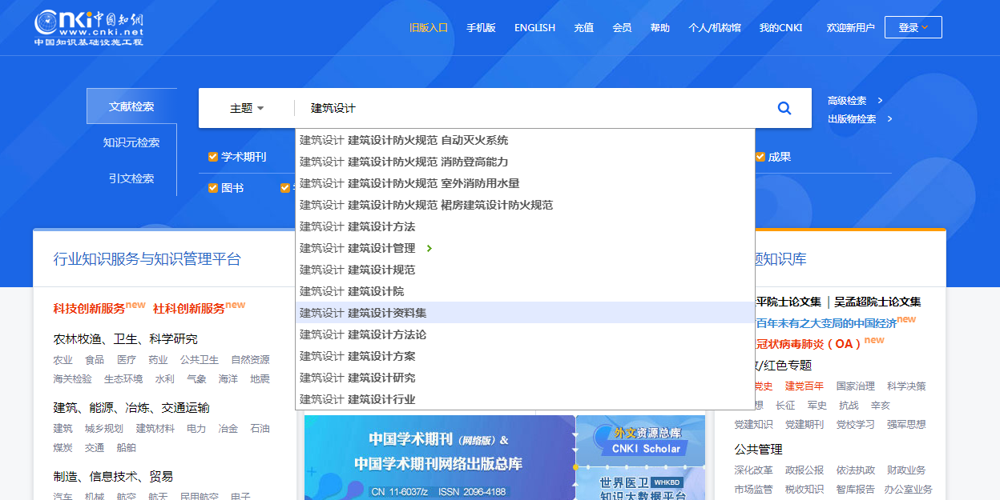 Cnki中国知网
www.cnki.net
中国知识基础设施工程
旧版入口 手机版 ENGLISH 充值 会员 帮助 个人/机构馆 我的CNKI 欢迎新用户 登录
文献检索
知识元检索
引文检索
主题 建筑设计
高级检索 >
出版物检索 >
学术期刊
图书
成果
建筑设计 建筑设计防火规范 自动灭火系统
建筑设计 建筑设计防火规范 消防登高能力
建筑设计 建筑设计防火规范 室外消防用水量
建筑设计 建筑设计防火规范 裙房建筑设计防火规范
建筑设计 建筑设计方法
建筑设计 建筑设计管理 >
建筑设计 建筑设计规范
建筑设计 建筑设计院
建筑设计 建筑设计资料集
建筑设计 建筑设计方法论
建筑设计 建筑设计方案
建筑设计 建筑设计研究
建筑设计 建筑设计行业
行业知识服务与知识管理平台
科技创新服务new 社科创新服务new
农林牧渔、卫生、科学研究
农业 食品 医疗 药业 公共卫生 自然资源
海关检验 生态环境 水利 气象 海洋 地震
建筑、能源、冶炼、交通运输
建筑 城乡规划 建筑材料 电力 冶金 石油
煤炭 交通 船舶
制造、信息技术、贸易
汽车 机械 航空 航天 民用航空 电子
中国学术期刊（网络版）&
中国学术期刊网络出版总库
CN 11-6037/z ISSN 2096-4188
外文资源总库
CNKI Scholar
世界医卫 WHKBD
知识大数据平台
题知识库
平院士论文集 | 吴孟超院士论文集
百年未有之大变局的中国经济new
冠状病毒肺炎（OA）new
/红色专题
党史 建党百年 国家治理 科学决策
想 长征 军史 抗战 辛亥
党建知识 党建期刊 党校学习 强军思想
公共管理
深化改革 政报公报 依法执政 财政业务
市场监管 税收知识 智库报告 办公室业务